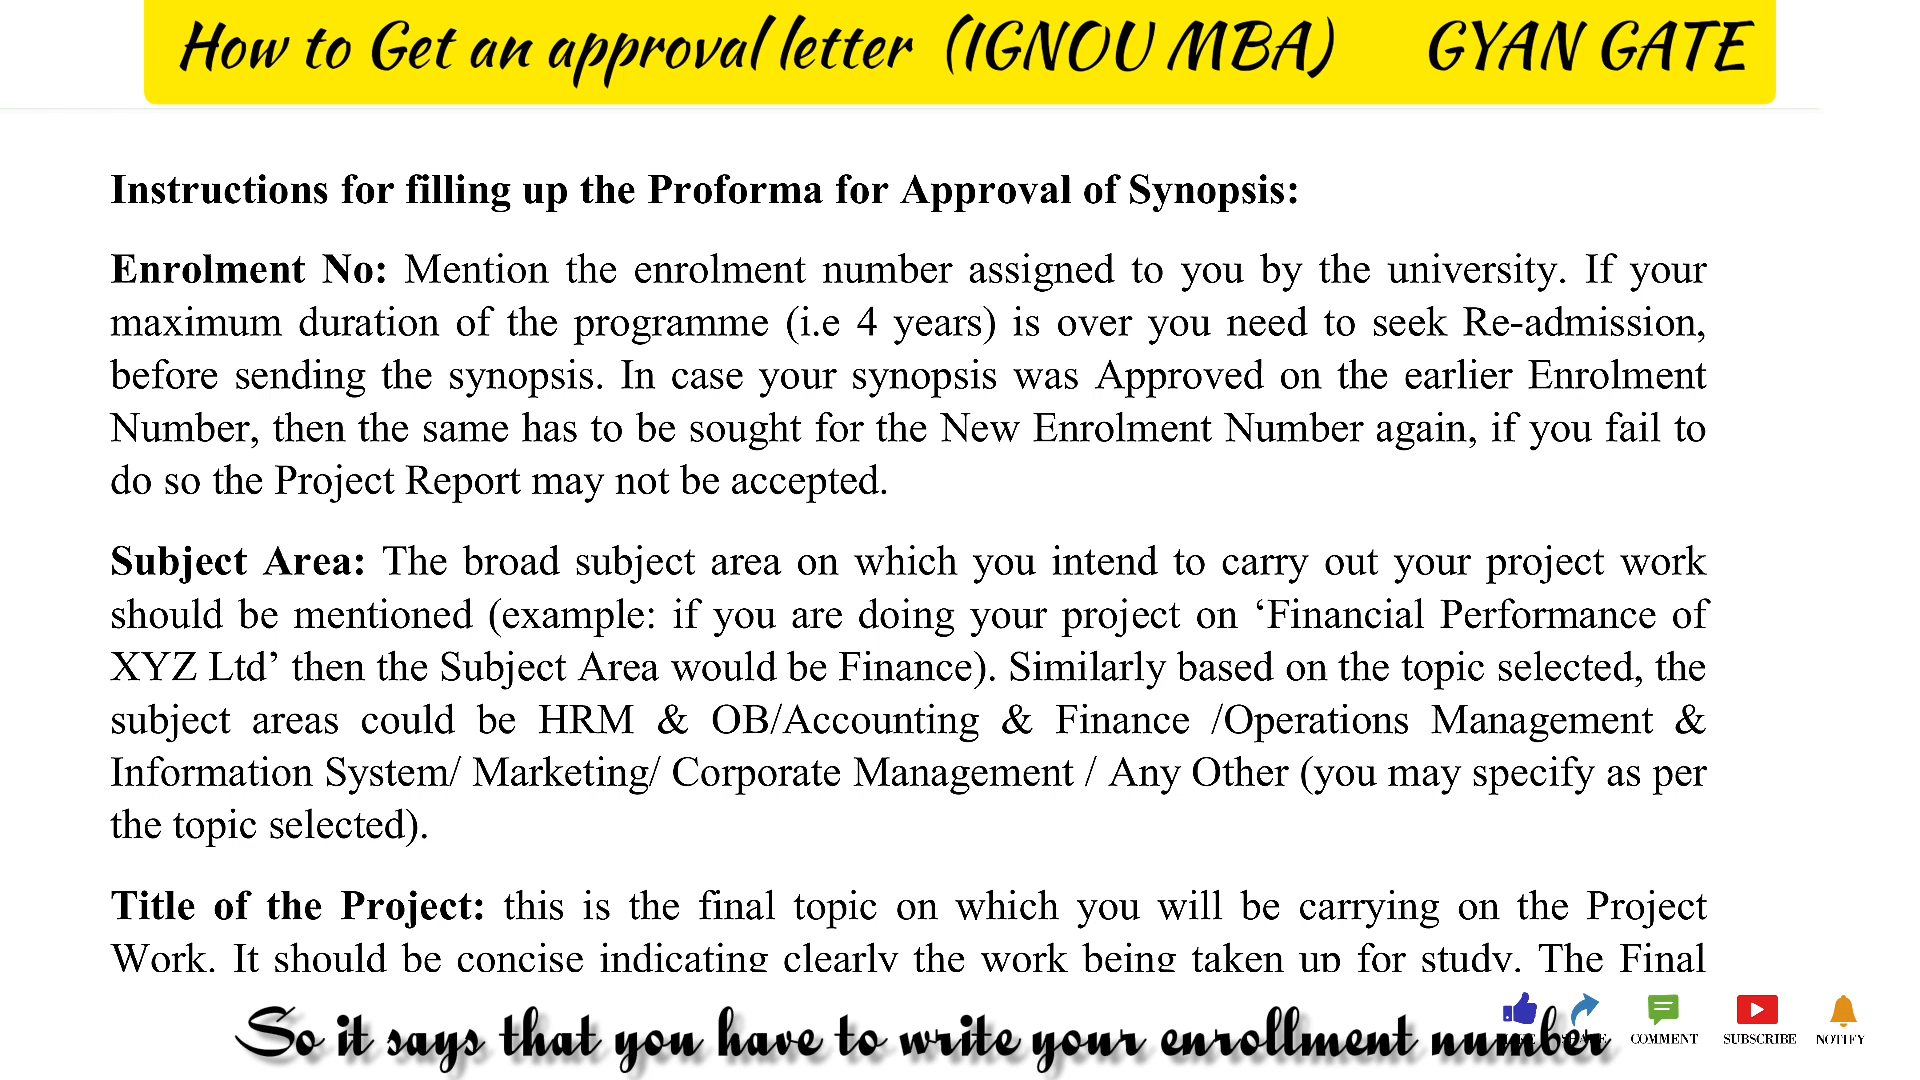 How to Get an approval letter (IGNOU MBA) GYAN GATE
Instructions for filling up the Proforma for Approval of Synopsis:
Enrolment No: Mention the enrolment number assigned to you by the university. If your
maximum duration of the programme (i.e 4 years) is over you need to seek Re-admission,
before sending the synopsis. In case your synopsis was Approved on the earlier Enrolment
Number, then the same has to be sought for the New Enrolment Number again, if you fail to
do so the Project Report may not be accepted.
Subject Area: The broad subject area on which you intend to carry out your project work
should be mentioned (example: if you are doing your project on ‘Financial Performance of
XYZ Ltd’ then the Subject Area would be Finance). Similarly based on the topic selected, the
subject areas could be HRM & OB/Accounting & Finance /Operations Management &
Information System/ Marketing/ Corporate Management / Any Other (you may specify as per
the topic selected).
Title of the Project: this is the final topic on which you will be carrying on the Project
Work. It should be concise indicating clearly the work being taken up for study. The Final
So it says that you have to write your enrollment number
COMMENT SUBSCRIBE NOTIFY